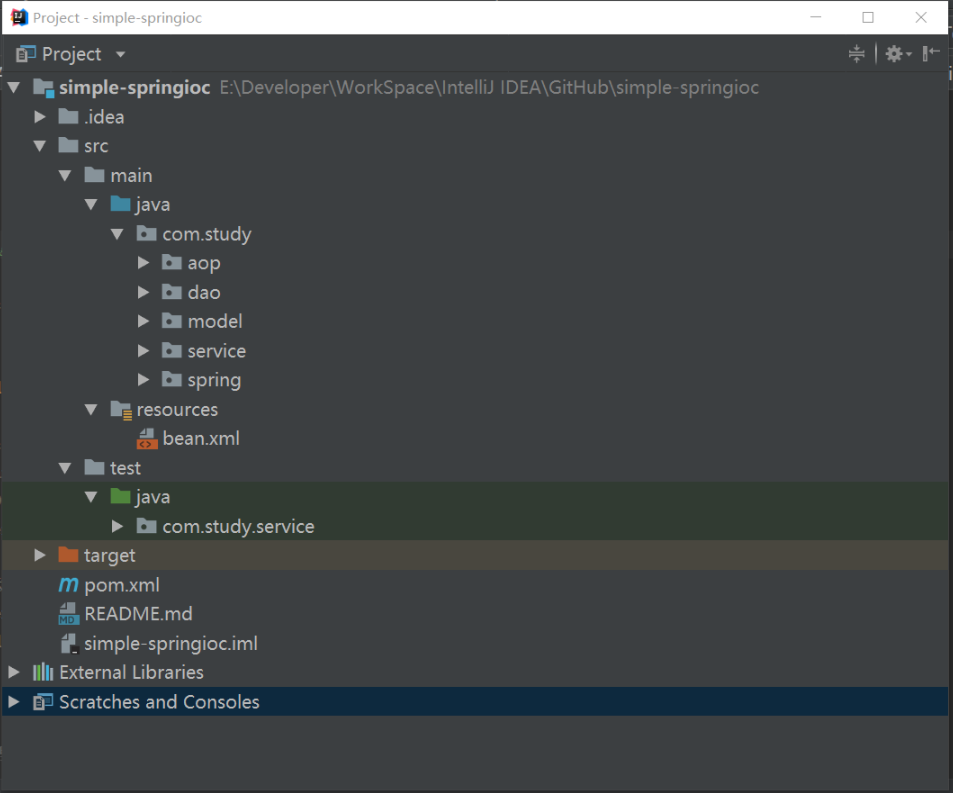 Project - simple-springioc
Project
simple-springioc E:\Developer\WorkSpace\IntelliJ IDEA\GitHub\simple-springioc
.idea
src
main
java
com.study
aop
dao
model
service
spring
resources
bean.xml
test
java
com.study.service
target
pom.xml
README.md
simple-springioc.iml
External Libraries
Scratches and Consoles